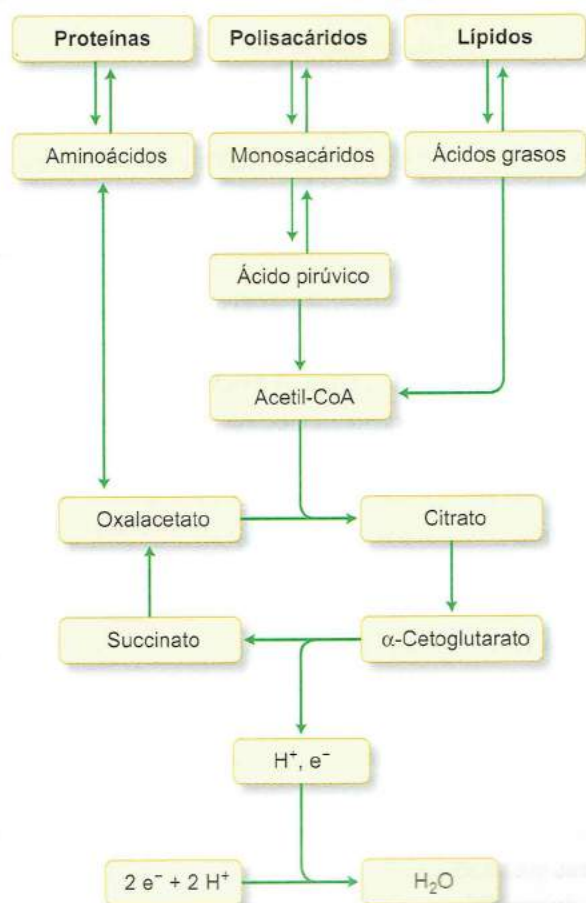 Proteínas
Polisacáridos
Lípidos
Aminoácidos
Monosacáridos
Ácidos grasos
Ácido pirúvico
Acetil-CoA
Oxalacetato
Citrato
Succinato
α-Cetoglutarato
H⁺, e⁻
2 e⁻ + 2 H⁺
H₂O